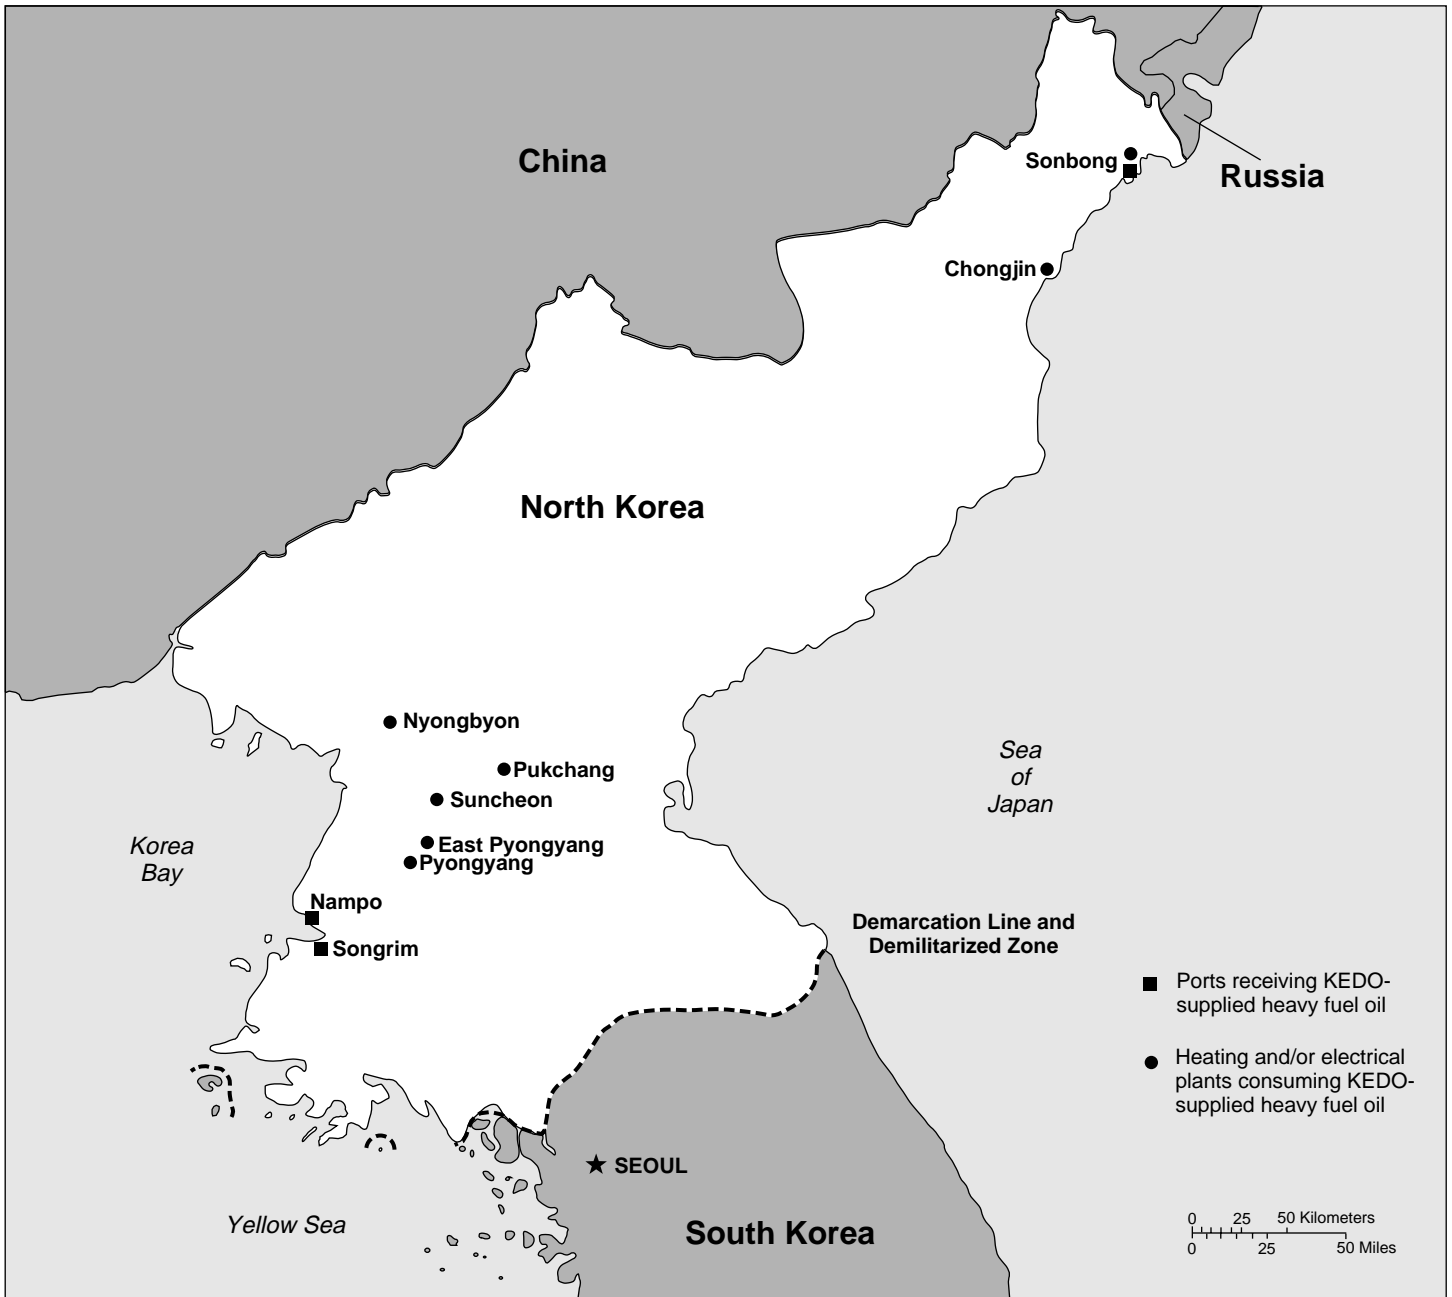 China
Sonbong
Russia
Chongjin
North Korea
Nyongbyon
Pukchang
Suncheon
East Pyongyang
Pyongyang
Sea
of
Japan
Korea
Bay
Nampo
Songrim
Demarcation Line and
Demilitarized Zone
Ports receiving KEDO-
supplied heavy fuel oil
Heating and/or electrical
plants consuming KEDO-
supplied heavy fuel oil
SEOUL
Yellow Sea
South Korea
0 25 50 Kilometers
0 25 50 Miles